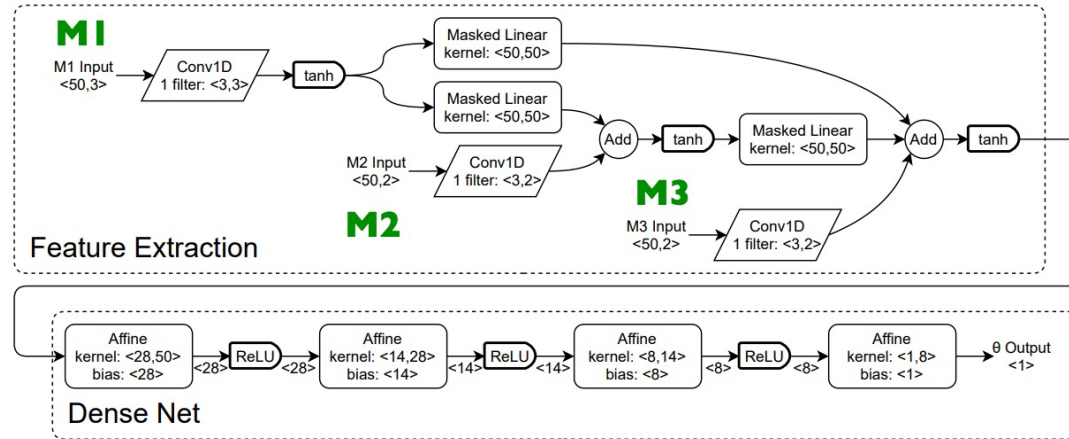 M1
M1 Input
<50,3>
Conv1D
1 filter: <3,3>
tanh
Masked Linear
kernel: <50,50>
Masked Linear
kernel: <50,50>
M2 Input
<50,2>
Conv1D
1 filter: <3,2>
M2
Add
tanh
Masked Linear
kernel: <50,50>
M3
M3 Input
<50,2>
Conv1D
1 filter: <3,2>
Add
tanh
Feature Extraction
Affine
kernel: <28,50>
bias: <28>
<28>
ReLU
<28>
Affine
kernel: <14,28>
bias: <14>
<14>
ReLU
<14>
Affine
kernel: <8,14>
bias: <8>
<8>
ReLU
<8>
Affine
kernel: <1,8>
bias: <1>
θ Output
<1>
Dense Net